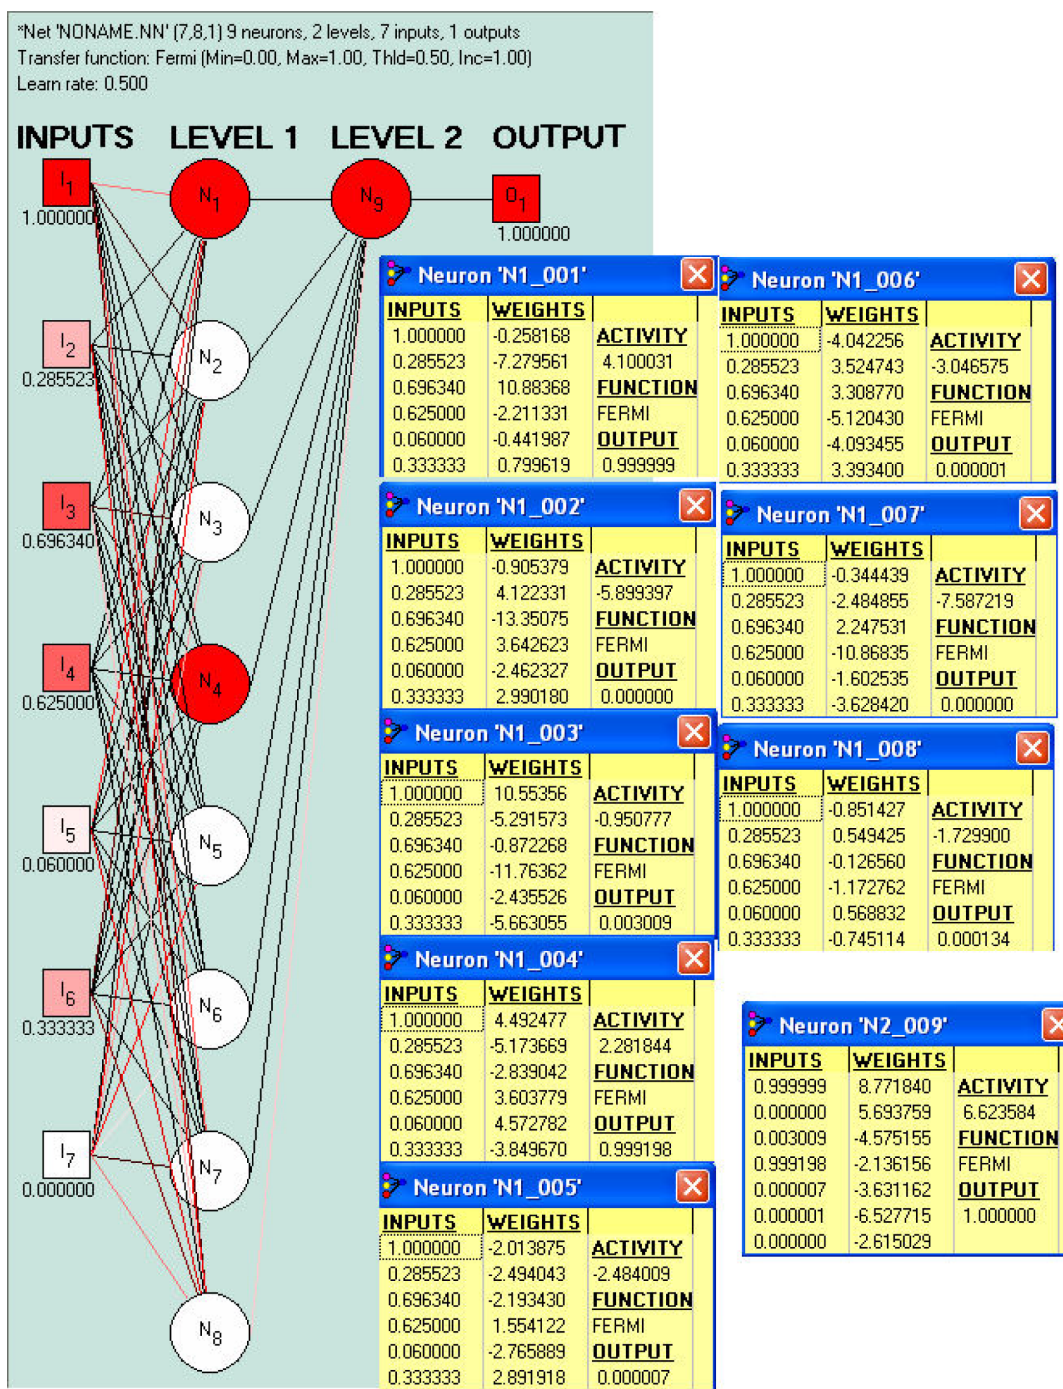 *Net 'NONAME.NN' (7,8,1) 9 neurons, 2 levels, 7 inputs, 1 outputs
Transfer function: Fermi (Min=0.00, Max=1.00, Thld=0.50, Inc=1.00)
Learn rate: 0.500
INPUTS LEVEL 1 LEVEL 2 OUTPUT
I1 N1 N9 O1
1.000000 1.000000
I2 N2
0.285523
I3 N3
0.696340
I4 N4
0.625000
I5 N5
0.060000
I6 N6
0.333333
I7 N7
0.000000
N8
Neuron 'N1_001'
INPUTS WEIGHTS
1.000000 -0.258168 ACTIVITY
0.285523 -7.279561 4.100031
0.696340 10.88368 FUNCTION
0.625000 -2.211331 FERMI
0.060000 -0.441987 OUTPUT
0.333333 0.799619 0.999999
Neuron 'N1_002'
INPUTS WEIGHTS
1.000000 -0.905379 ACTIVITY
0.285523 4.122331 -5.899397
0.696340 -13.35075 FUNCTION
0.625000 3.642623 FERMI
0.060000 -2.462327 OUTPUT
0.333333 2.990180 0.000000
Neuron 'N1_003'
INPUTS WEIGHTS
1.000000 10.55356 ACTIVITY
0.285523 -5.291573 -0.950777
0.696340 -0.872268 FUNCTION
0.625000 -11.76362 FERMI
0.060000 -2.435526 OUTPUT
0.333333 -5.663055 0.003009
Neuron 'N1_004'
INPUTS WEIGHTS
1.000000 4.492477 ACTIVITY
0.285523 -5.173669 2.281844
0.696340 -2.839042 FUNCTION
0.625000 3.603779 FERMI
0.060000 4.572782 OUTPUT
0.333333 -3.849670 0.999198
Neuron 'N1_005'
INPUTS WEIGHTS
1.000000 -2.013875 ACTIVITY
0.285523 -2.494043 -2.484009
0.696340 -2.193430 FUNCTION
0.625000 1.554122 FERMI
0.060000 -2.765889 OUTPUT
0.333333 2.891918 0.000007
Neuron 'N1_006'
INPUTS WEIGHTS
1.000000 -4.042256 ACTIVITY
0.285523 3.524743 -3.046575
0.696340 3.308770 FUNCTION
0.625000 -5.120430 FERMI
0.060000 -4.093455 OUTPUT
0.333333 3.393400 0.000001
Neuron 'N1_007'
INPUTS WEIGHTS
1.000000 -0.344439 ACTIVITY
0.285523 -2.484855 -7.587219
0.696340 2.247531 FUNCTION
0.625000 -10.86835 FERMI
0.060000 -1.602535 OUTPUT
0.333333 -3.628420 0.000000
Neuron 'N1_008'
INPUTS WEIGHTS
1.000000 -0.851427 ACTIVITY
0.285523 0.549425 -1.729900
0.696340 -0.126560 FUNCTION
0.625000 -1.172762 FERMI
0.060000 0.568832 OUTPUT
0.333333 -0.745114 0.000134
Neuron 'N2_009'
INPUTS WEIGHTS
0.999999 8.771840 ACTIVITY
0.000000 5.693759 6.623584
0.003009 -4.575155 FUNCTION
0.999198 -2.136156 FERMI
0.000007 -3.631162 OUTPUT
0.000001 -6.527715 1.000000
0.000000 -2.615029